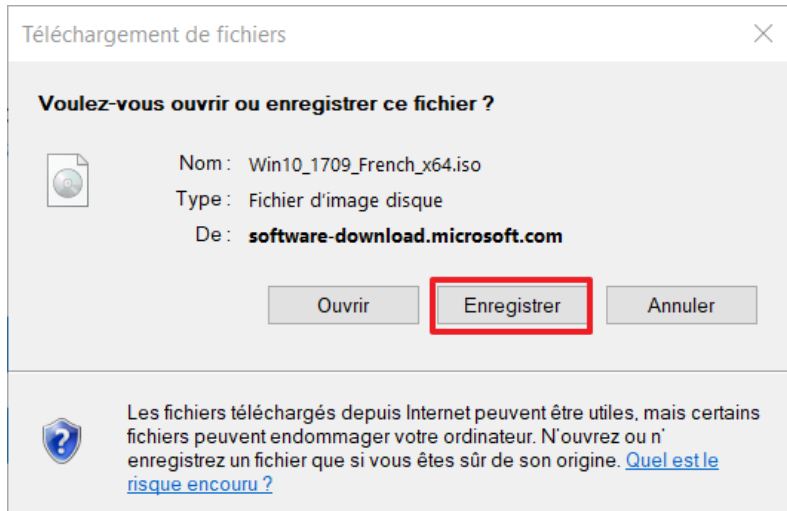 Téléchargement de fichiers
Voulez-vous ouvrir ou enregistrer ce fichier ?
Nom : Win10_1709_French_x64.iso
Type : Fichier d'image disque
De : software-download.microsoft.com
Ouvrir Enregistrer Annuler
Les fichiers téléchargés depuis Internet peuvent être utiles, mais certains
fichiers peuvent endommager votre ordinateur. N'ouvrez ou n'
enregistrez un fichier que si vous êtes sûr de son origine. Quel est le
risque encouru ?